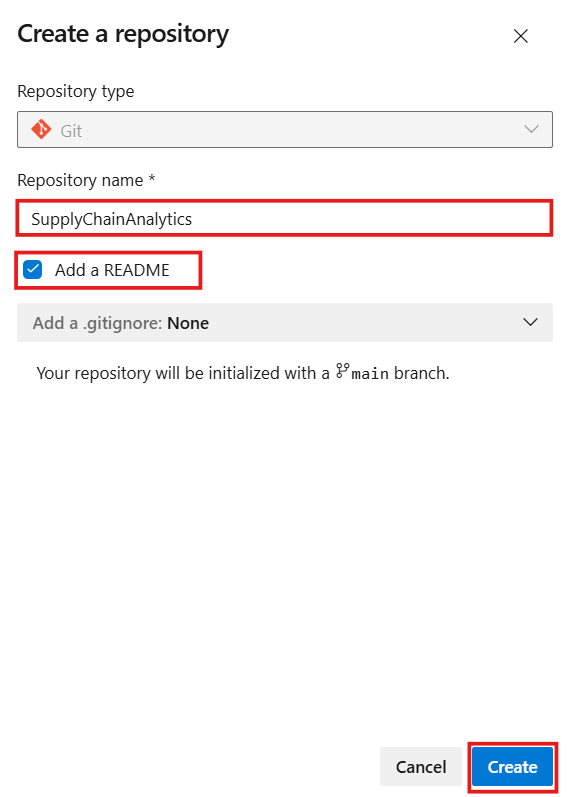 Create a repository
Repository type
Git
Repository name *
SupplyChainAnalytics
Add a README
Add a .gitignore: None
Your repository will be initialized with a main branch.
Cancel
Create